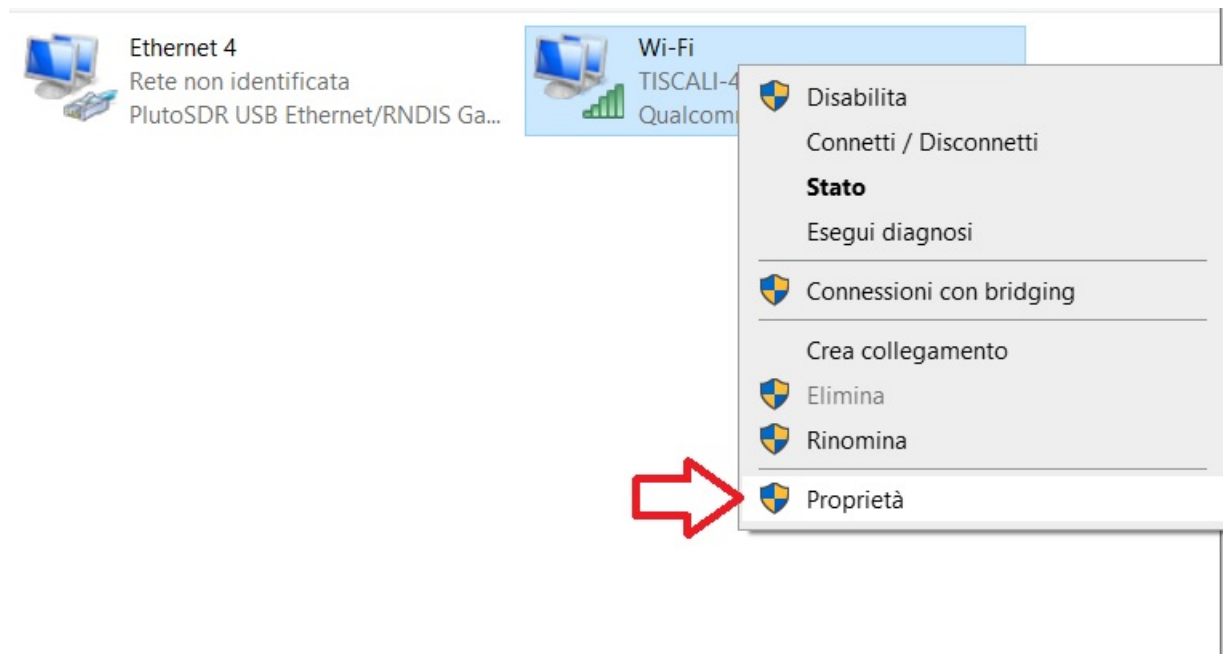 Ethernet 4
Rete non identificata
PlutoSDR USB Ethernet/RNDIS Ga...
Wi-Fi
TISCALI-4
Qualcom
Disabilita
Connetti / Disconnetti
Stato
Esegui diagnosi
Connessioni con bridging
Crea collegamento
Elimina
Rinomina
Proprietà